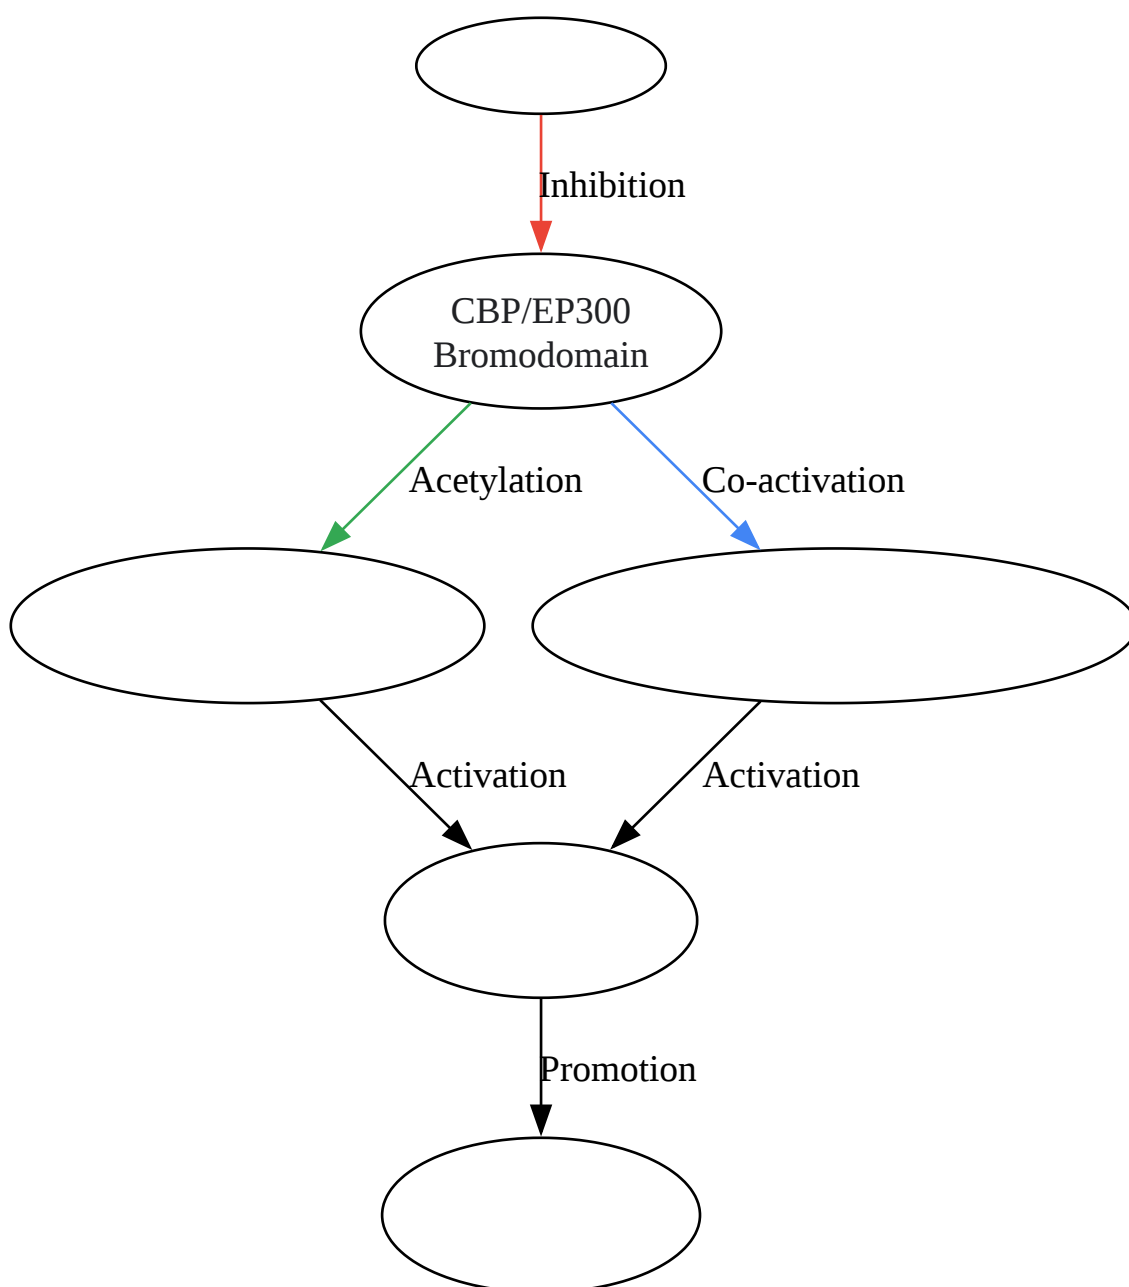 Inhibition
CBP/EP300
Bromodomain
Acetylation
Co-activation
Activation
Activation
Promotion